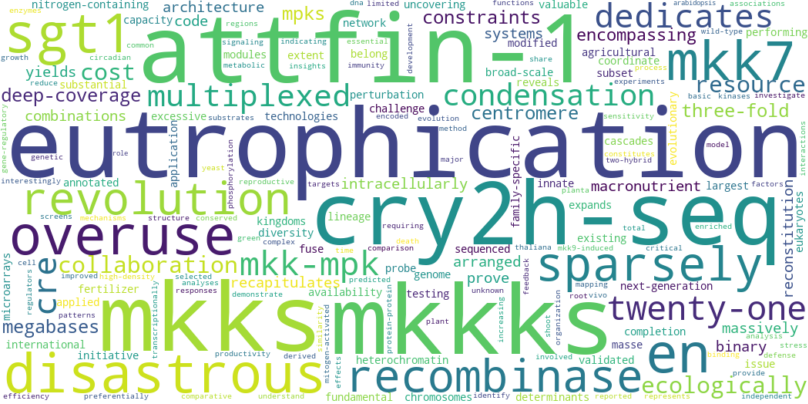 nitrogen-containing architecture network uncovering valuable dna limited functions arabidopsis associations
enzymes capacity code systems wild-type performing
sgt1 attfin-1 mpks constraints dedicates
common modules belong modified encompassing agricultural coordinate
regions signaling indicating essential extent broad-scale subset
growth circadian yields cost metabolic insights immunity reveals share mkk7
reduce substantial perturbation development basic kinases investigate
deep-coverage multiplexed condensation resource
combinations excessive technologies challenge centromere process experiments sensitivity
substrates encoded evolution method cascades constitutes evolutionary three-fold
gene-regulatory genetic role application phosphorylation major two-hybrid model interactions
eutrophication
interestingly annotated yeast targets screens conserved intracellularly innate planta macronutrient largest factors
revolution reproductive lineage family-specific expands total enriched
mechanisms structure kingdoms existing mkk9-induced critical
overuse green diversity complex fuse time death sequenced thaliana
cry2h-seq
reconstitution eukaryotes
microarrays cre collaboration mkk-mpk comparison probe arranged feedback mapping
cell improved high-density recapitulates predicted genome prove sparsely
regulators applied selected analyses availability requiring next-generation
fertilizer patterns responses demonstrate testing unknown
megabases transcriptionally mkks similarity mitogen-activated protein-protein plant increasing shoot organization root vivo
mkkks twenty-one
international completion massively
initiative productivity derived effects heterochromatin involved validated en masse binary analysis stress
issue binding defense
disastrous recombinase provide ecologically
efficiency preferentially comparative understand fundamental chromosomes identify determinants reported represents independent